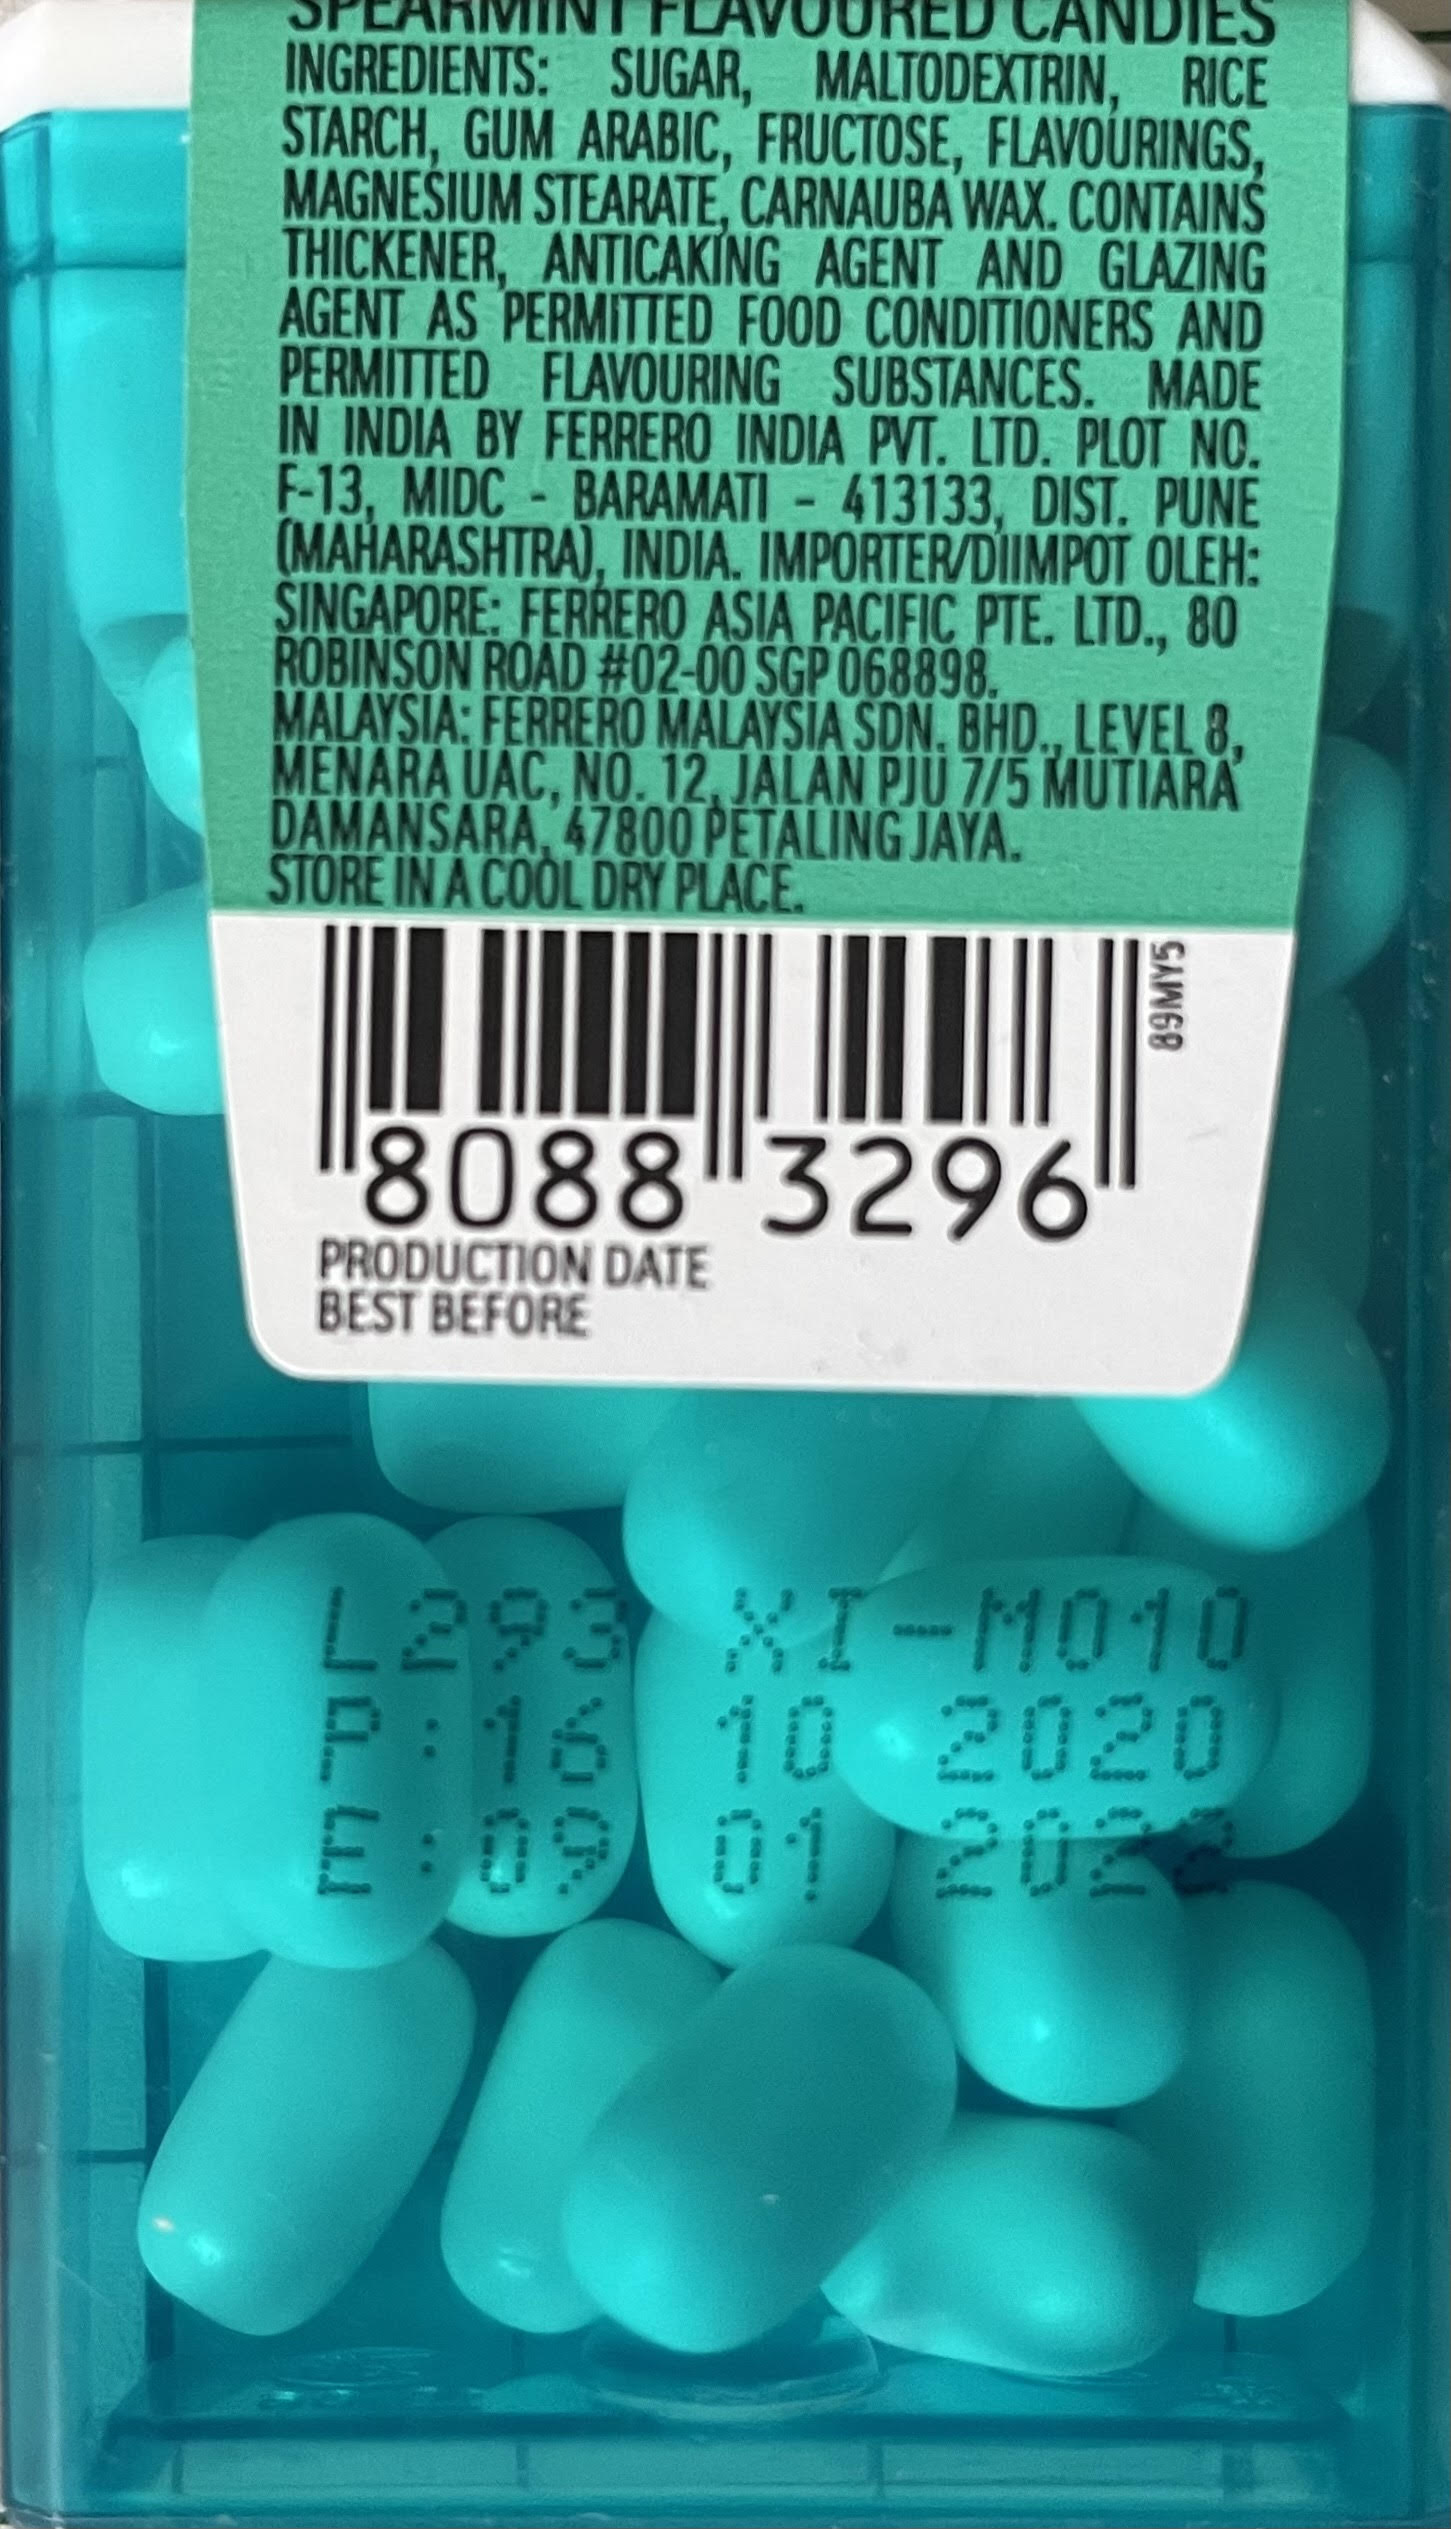 SPEARMINT FLAVOURED CANDIES
INGREDIENTS: SUGAR, MALTODEXTRIN, RICE
STARCH, GUM ARABIC, FRUCTOSE, FLAVOURINGS,
MAGNESIUM STEARATE, CARNAUBA WAX. CONTAINS
THICKENER, ANTICAKING AGENT AND GLAZING
AGENT AS PERMITTED FOOD CONDITIONERS AND
PERMITTED FLAVOURING SUBSTANCES. MADE
IN INDIA BY FERRERO INDIA PVT. LTD. PLOT NO.
F-13, MIDC - BARAMATI - 413133, DIST. PUNE
(MAHARASHTRA), INDIA. IMPORTER/DIIMPOT OLEH:
SINGAPORE: FERRERO ASIA PACIFIC PTE. LTD., 80
ROBINSON ROAD #02-00 SGP 068898.
MALAYSIA: FERRERO MALAYSIA SDN. BHD., LEVEL 8,
MENARA UAC, NO. 12, JALAN PJU 7/5 MUTIARA
DAMANSARA, 47800 PETALING JAYA.
STORE IN A COOL DRY PLACE.
89MY5
8088 3296
PRODUCTION DATE
BEST BEFORE
L293 XI-M010
P:16 10 2020
E:09 01 2022